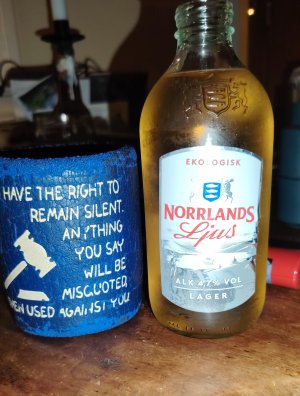 HAVE THE RIGHT TO
REMAIN SILENT.
ANYTHING
YOU SAY
WILL BE
MISQUOTED,
THEN USED AGAINST YOU
EKOLOGISK
NORRLANDS
Ljus
ALK 4,7% VOL
LAGER